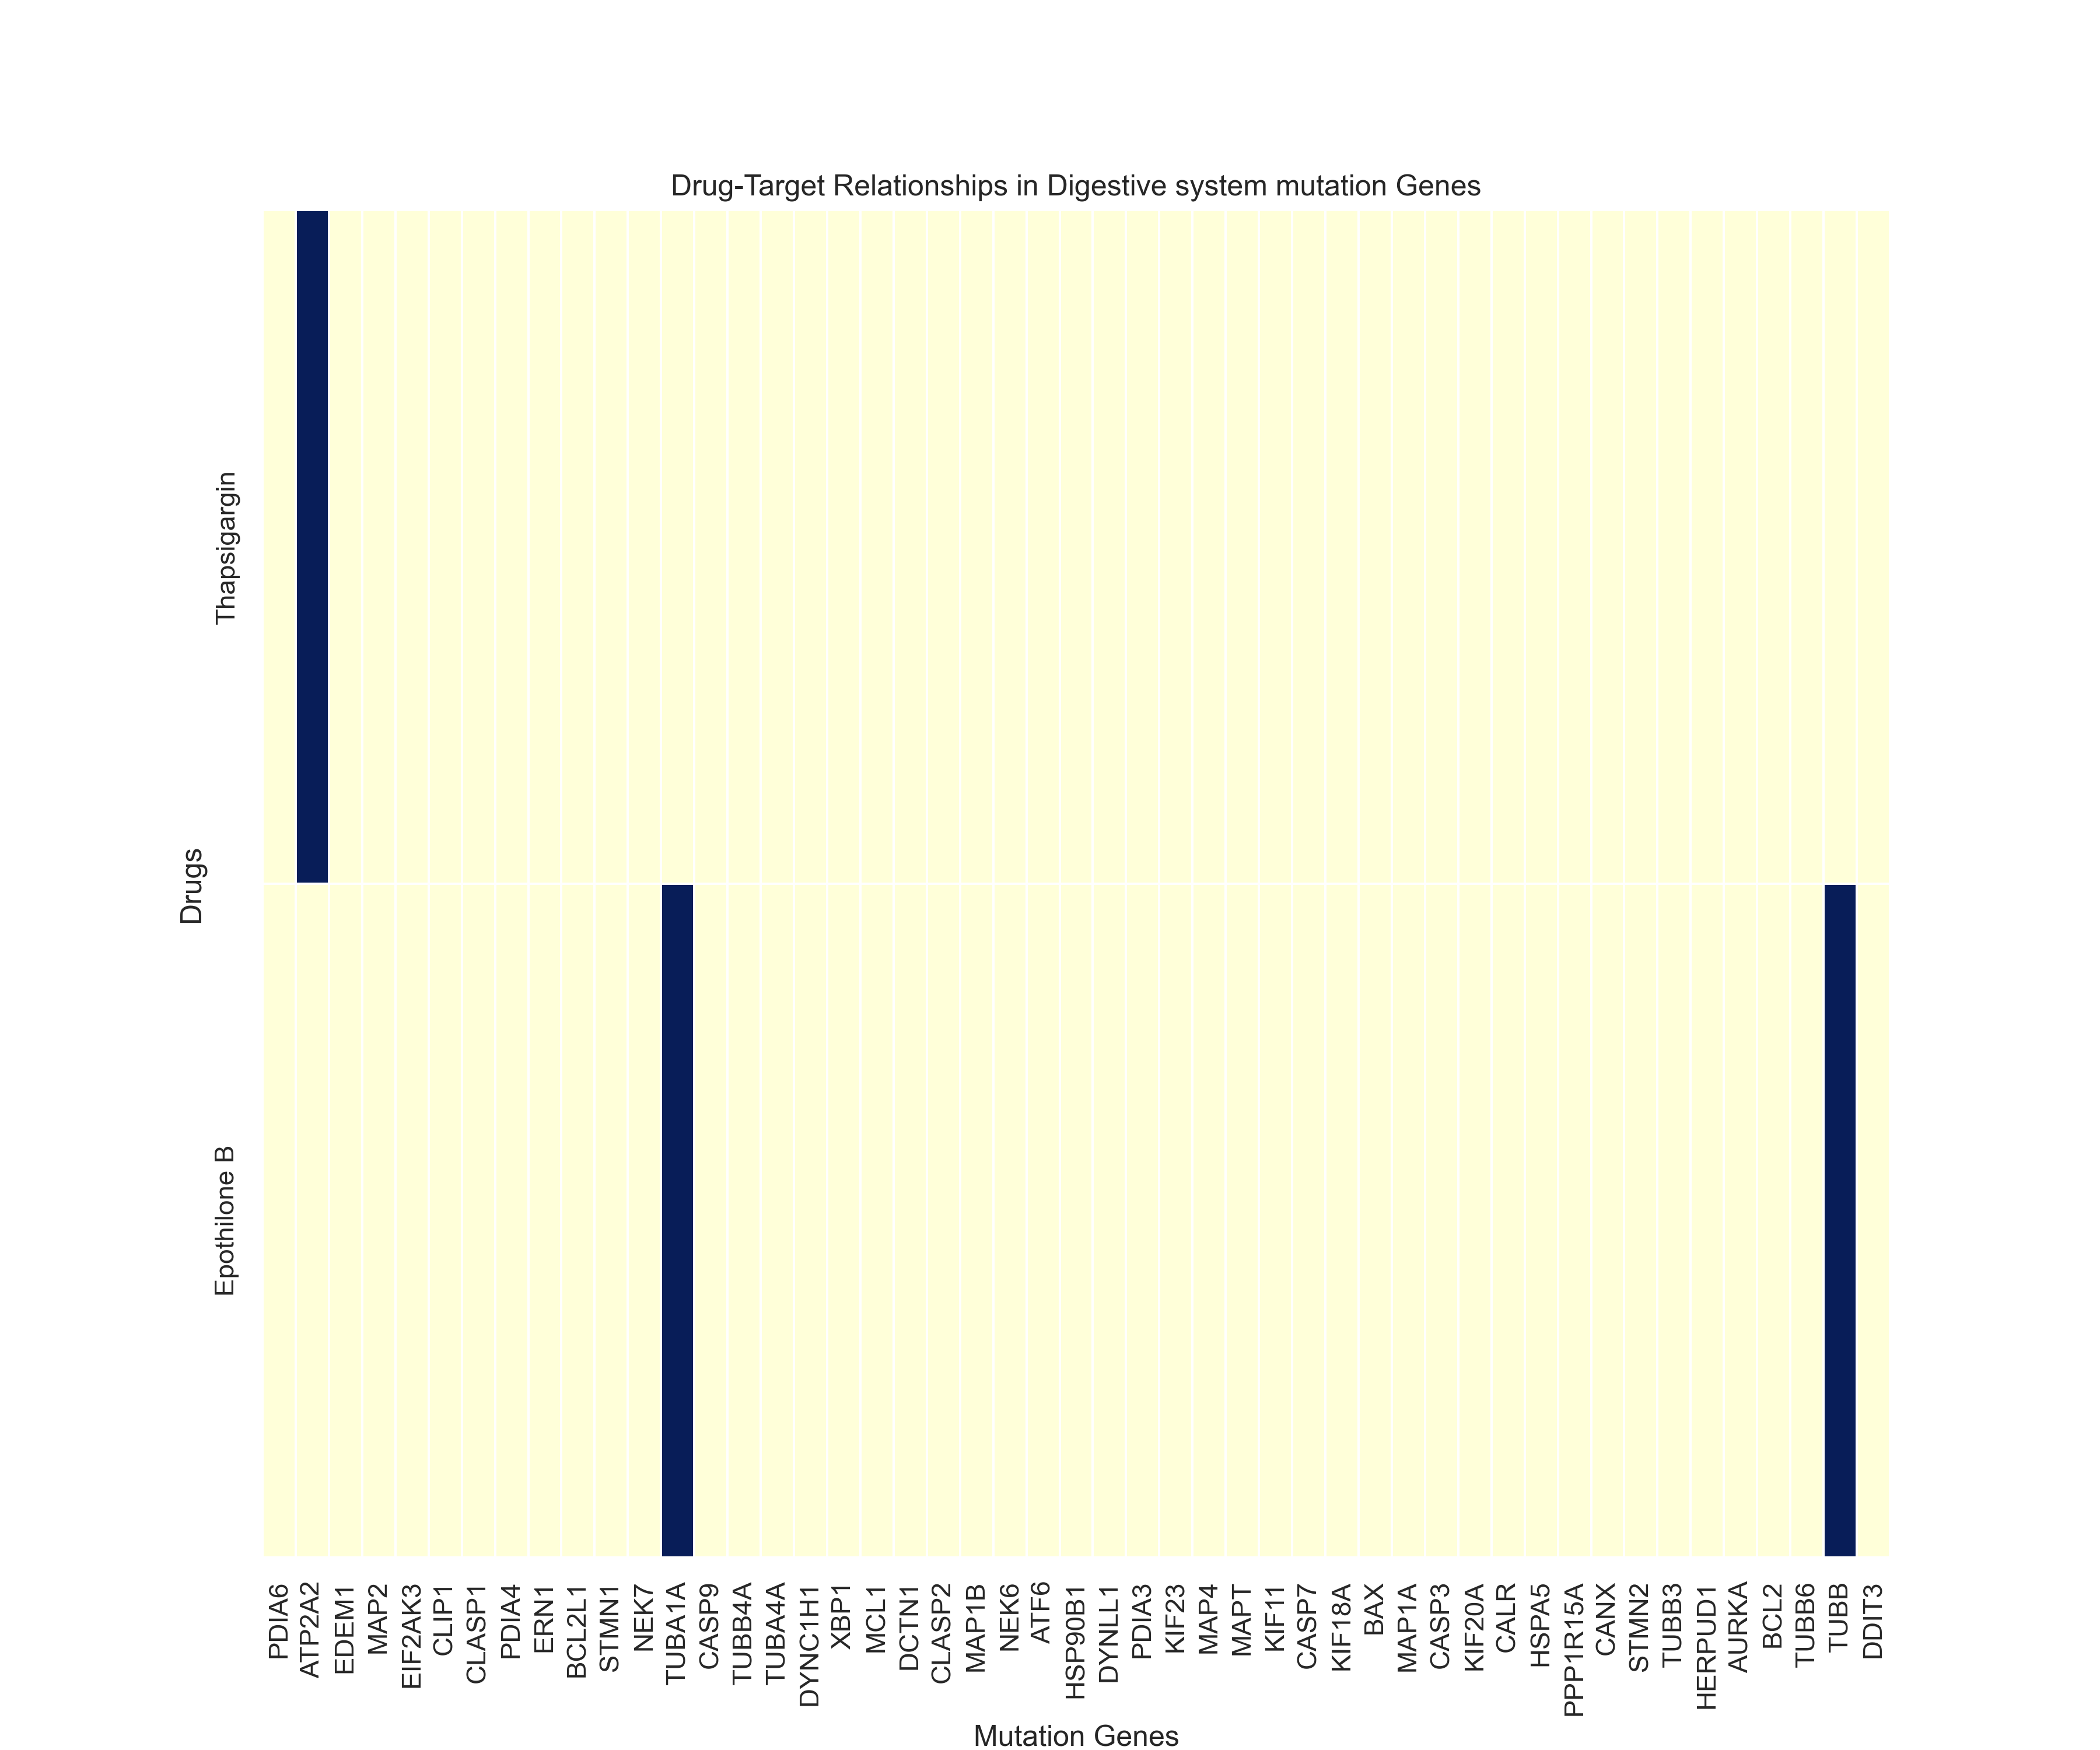 Drug-Target Relationships in Digestive system mutation Genes
Drugs
Thapsigargin
Epothilone B
PDIA6
ATP2A2
EDEM1
MAP2
EIF2AK3
CLIP1
CLASP1
PDIA4
ERN1
BCL2L1
STMN1
NEK7
TUBA1A
CASP9
TUBB4A
TUBA4A
DYNC1H1
XBP1
MCL1
DCTN1
CLASP2
MAP1B
NEK6
ATF6
HSP90B1
DYNLL1
PDIA3
KIF23
MAP4
MAPT
KIF11
CASP7
KIF18A
BAX
MAP1A
CASP3
KIF20A
CALR
HSPA5
PPP1R15A
CANX
STMN2
TUBB3
HERPUD1
AURKA
BCL2
TUBB6
TUBB
DDIT3
Mutation Genes